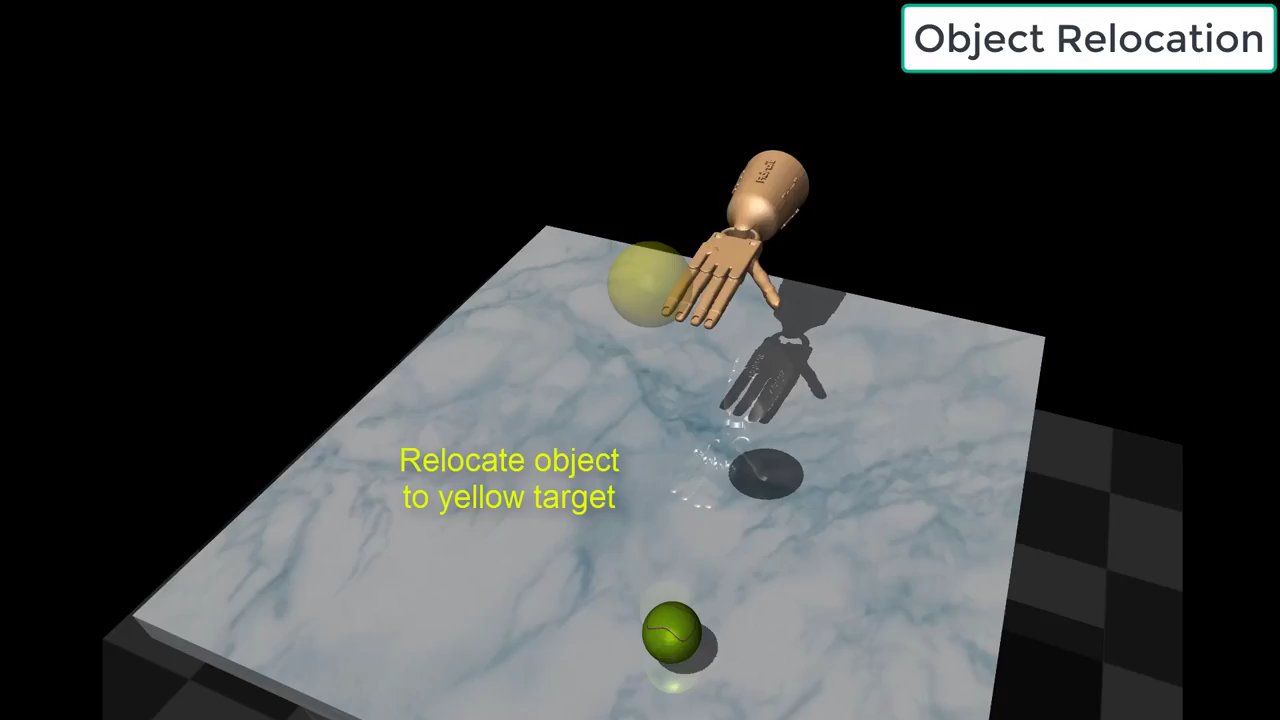 Object Relocation
Relocate object
to yellow target